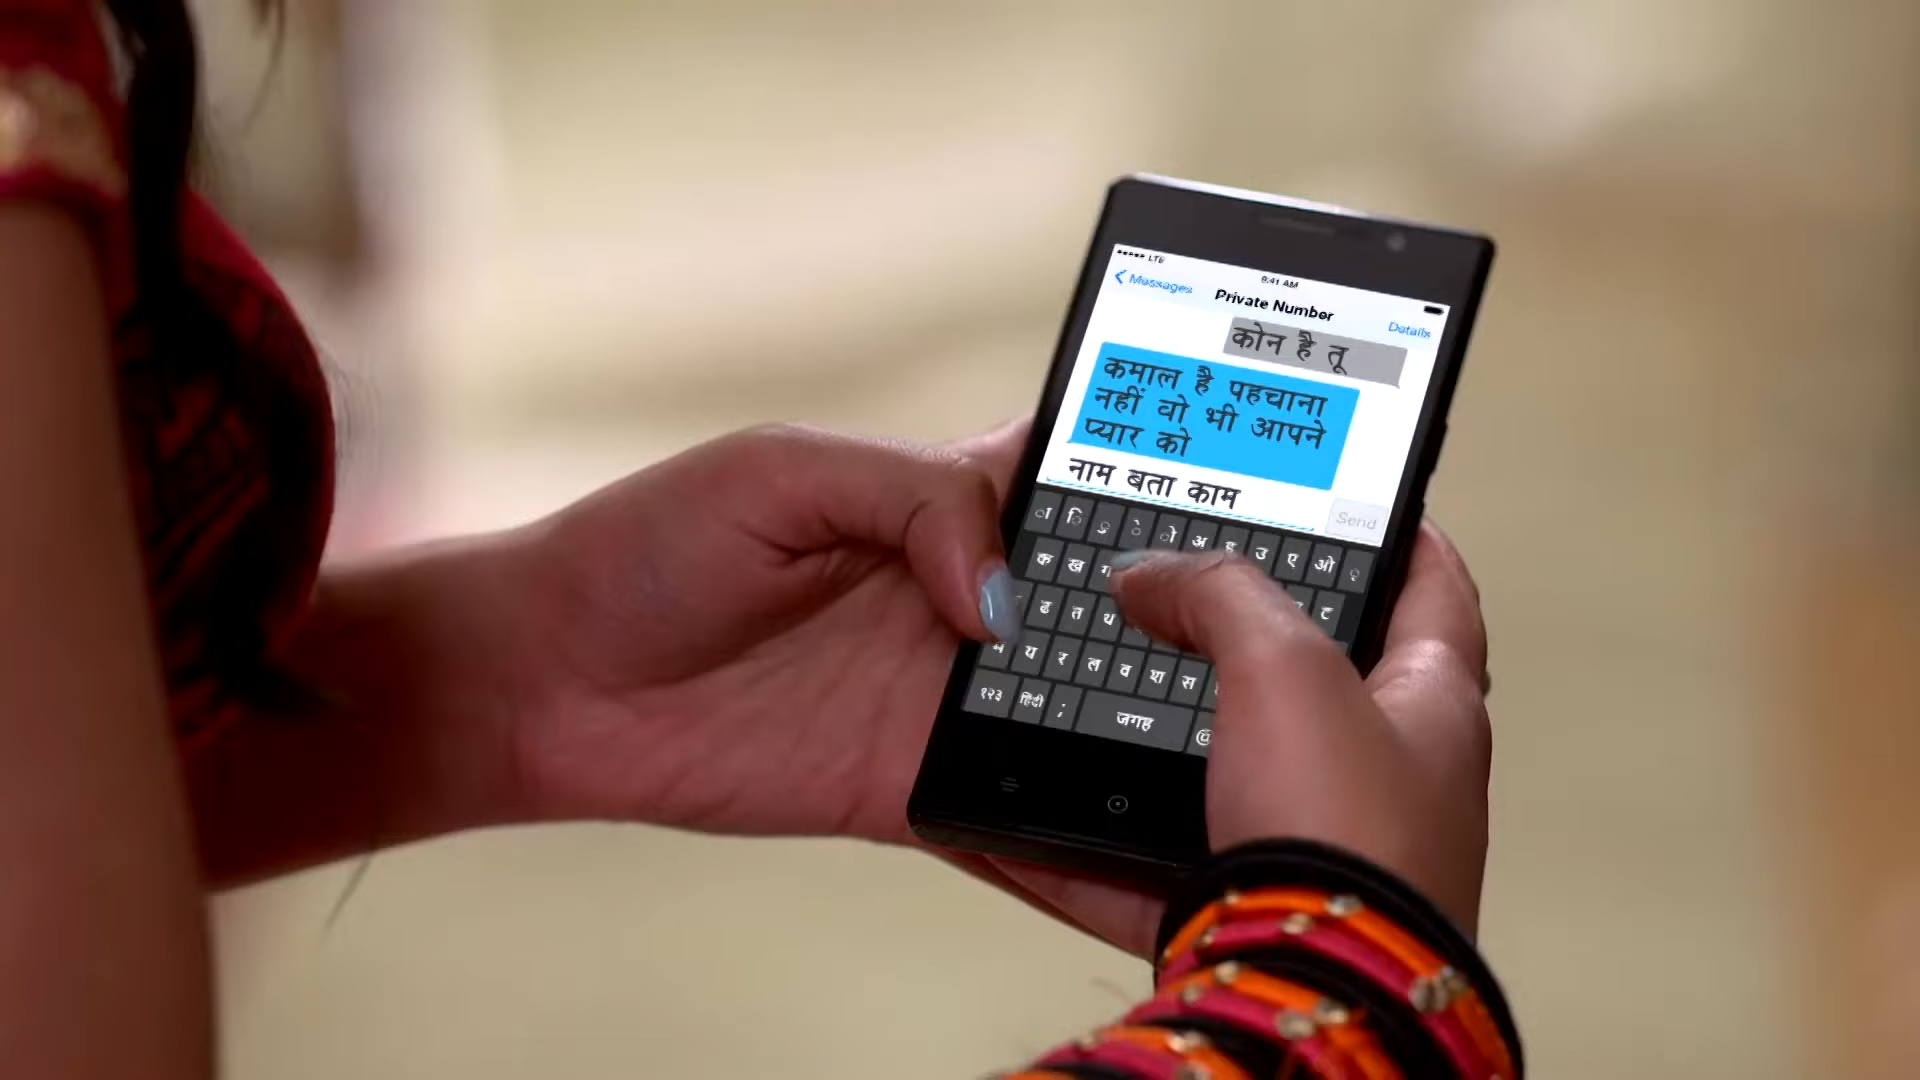 LTE
9:41 AM
Messages
Private Number
Details
कोन है तू
कमाल है पहचाना
नहीं वो भी आपने
प्यार को
नाम बता काम
Send
ा ि ु े ो अ इ उ ए ओ ृ
क ख ग
ढ त थ ट
म य र ल व श स
१२३ हिंदी ; जगह @